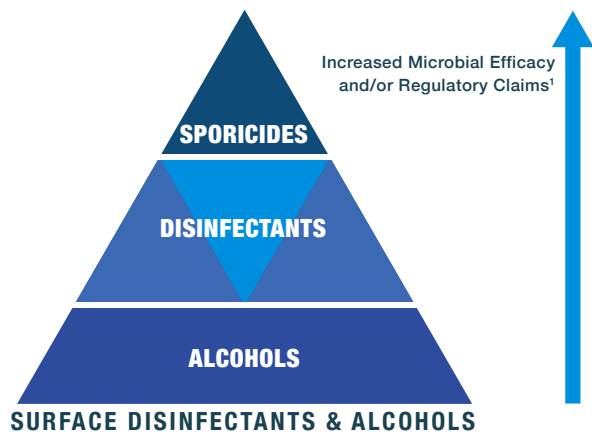 Increased Microbial Efficacy
and/or Regulatory Claims¹
SPORICIDES
DISINFECTANTS
ALCOHOLS
SURFACE DISINFECTANTS & ALCOHOLS